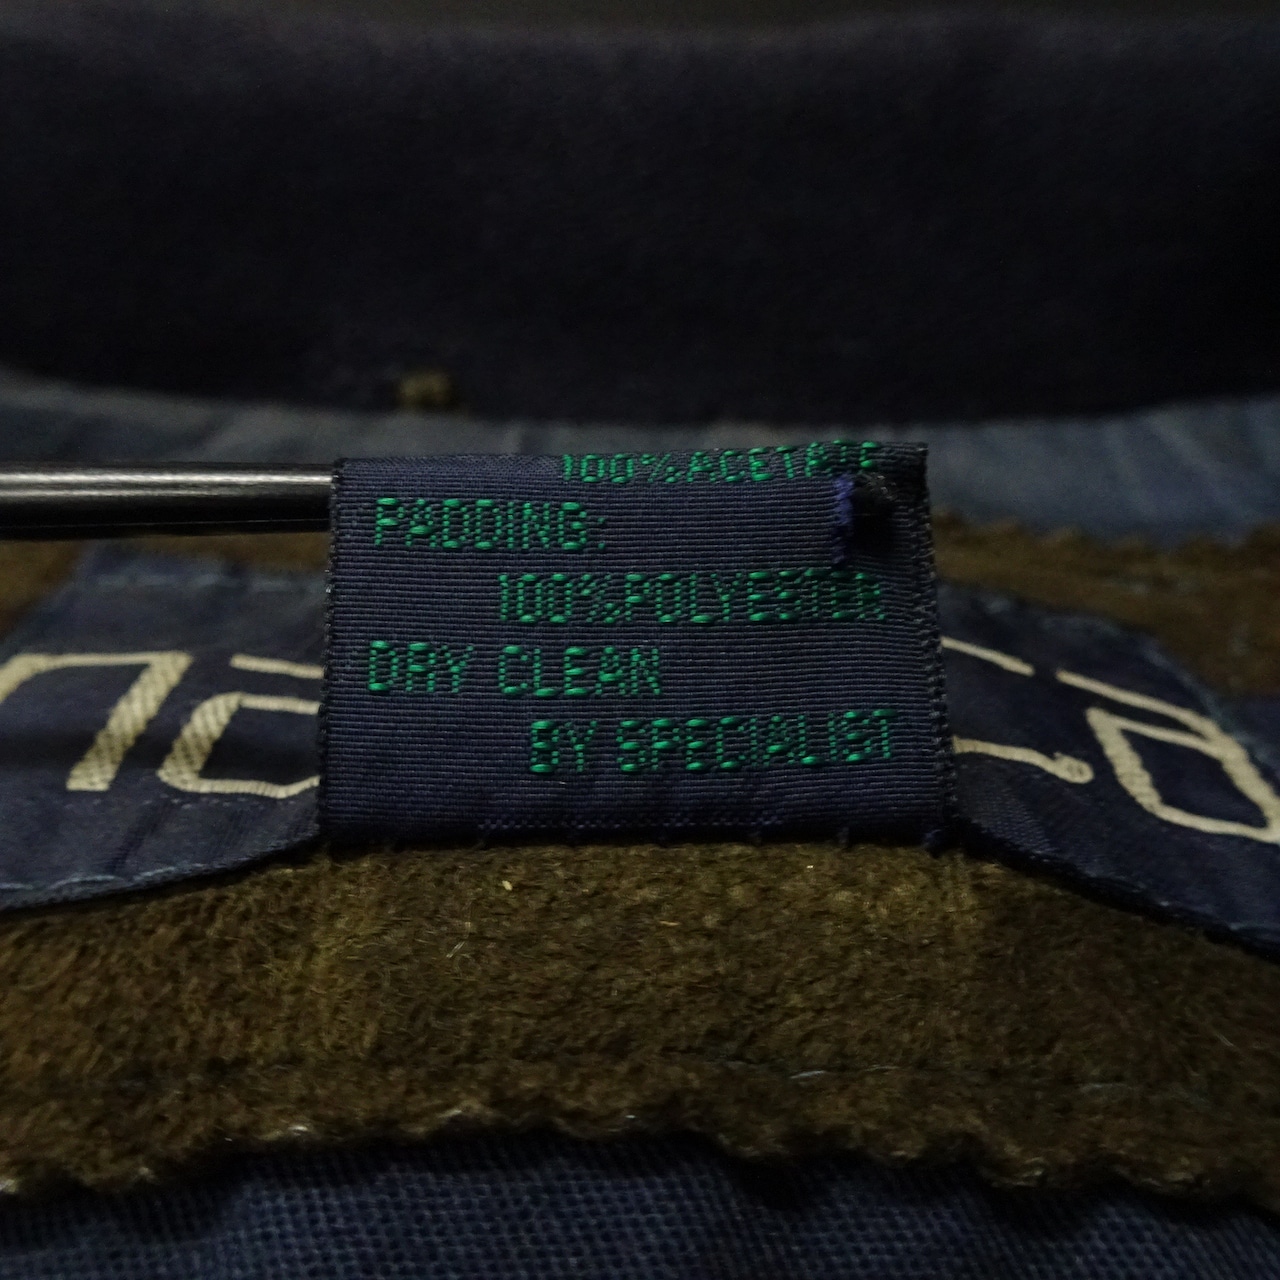 100%ACETATE
PADDING:
100%POLYESTER
DRY CLEAN
BY SPECIALIST